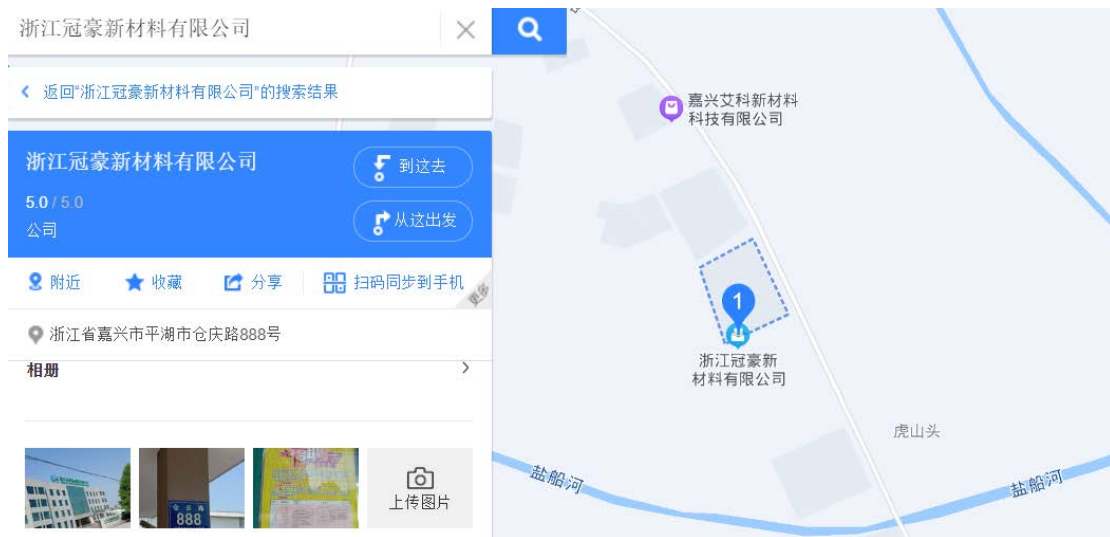 浙江冠豪新材料有限公司
返回"浙江冠豪新材料有限公司"的搜索结果
浙江冠豪新材料有限公司
到这去
5.0 / 5.0
公司
从这出发
附近
收藏
分享
扫码同步到手机
更多
浙江省嘉兴市平湖市仓庆路888号
相册
888
上传图片
嘉兴艾科新材料
科技有限公司
1
浙江冠豪新
材料有限公司
虎山头
盐船河
盐船河